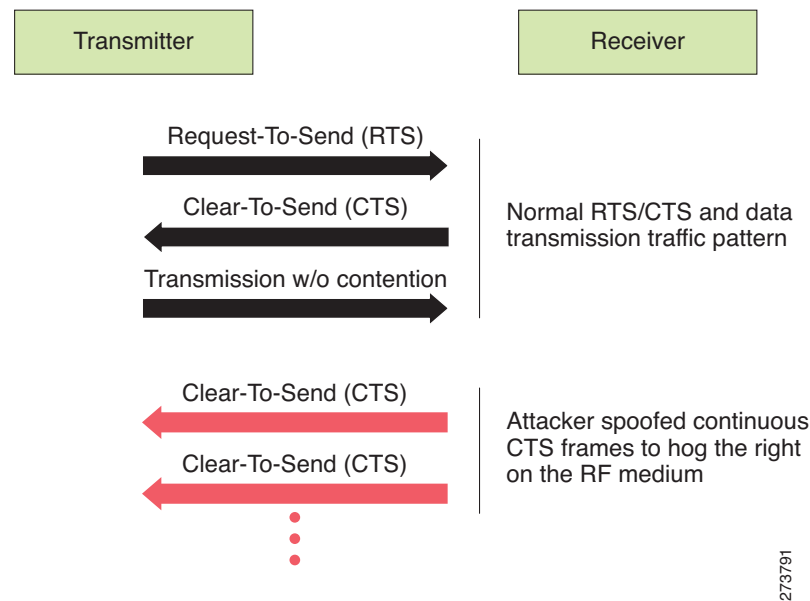 Transmitter
Receiver
Request-To-Send (RTS)
Clear-To-Send (CTS)
Transmission w/o contention
Normal RTS/CTS and data
transmission traffic pattern
Clear-To-Send (CTS)
Clear-To-Send (CTS)
Attacker spoofed continuous
CTS frames to hog the right
on the RF medium
273791